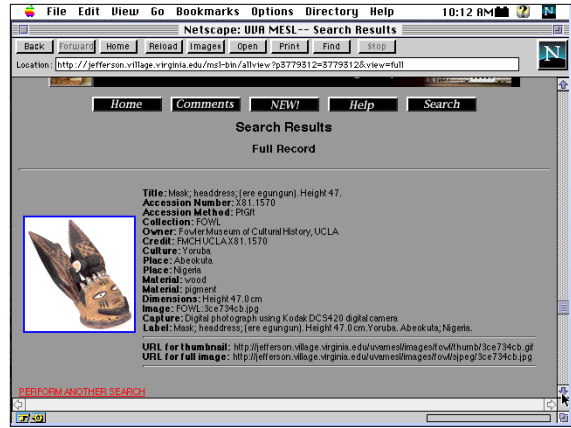 File Edit View Go Bookmarks Options Directory Help 10:12 AM
Netscape: UVA MESL-- Search Results
Back Forward Home Reload Images Open Print Find Stop
N
Location: http://jefferson.village.virginia.edu/msl-bin/allview?p3779312=3779312&view=full
Home Comments NEW! Help Search
Search Results
Full Record
Title: Mask; headdress; (ere egungun). Height 47.
Accession Number: X81.1570
Accession Method: PtGft
Collection: FOWL
Owner: Fowler Museum of Cultural History, UCLA
Credit: FMCH UCLA X81.1570
Culture: Yoruba
Place: Abeokuta
Place: Nigeria
Material: wood
Material: pigment
Dimensions: Height 47.0 cm
Image: FOWL:3ce734cb.jpg
Capture: Digital photograph using Kodak DCS420 digital camera
Label: Mask; headdress; (ere egungun). Height 47.0 cm. Yoruba. Abeokuta; Nigeria.
URL for thumbnail: http://jefferson.village.virginia.edu/uvamesl/images/fowl/thumb/3ce734cb.gif
URL for full image: http://jefferson.village.virginia.edu/uvamesl/images/fowl/sjpeg/3ce734cb.jpg
PERFORM ANOTHER SEARCH